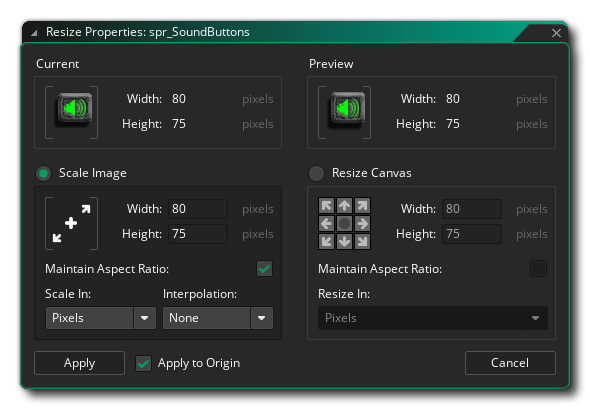 Resize Properties: spr_SoundButtons
Current
Width: 80 pixels
Height: 75 pixels
Preview
Width: 80 pixels
Height: 75 pixels
Scale Image
Width: 80 pixels
Height: 75 pixels
Maintain Aspect Ratio:
Scale In: Interpolation:
Pixels None
Resize Canvas
Width: 80 pixels
Height: 75 pixels
Maintain Aspect Ratio:
Resize In:
Pixels
Apply Apply to Origin Cancel